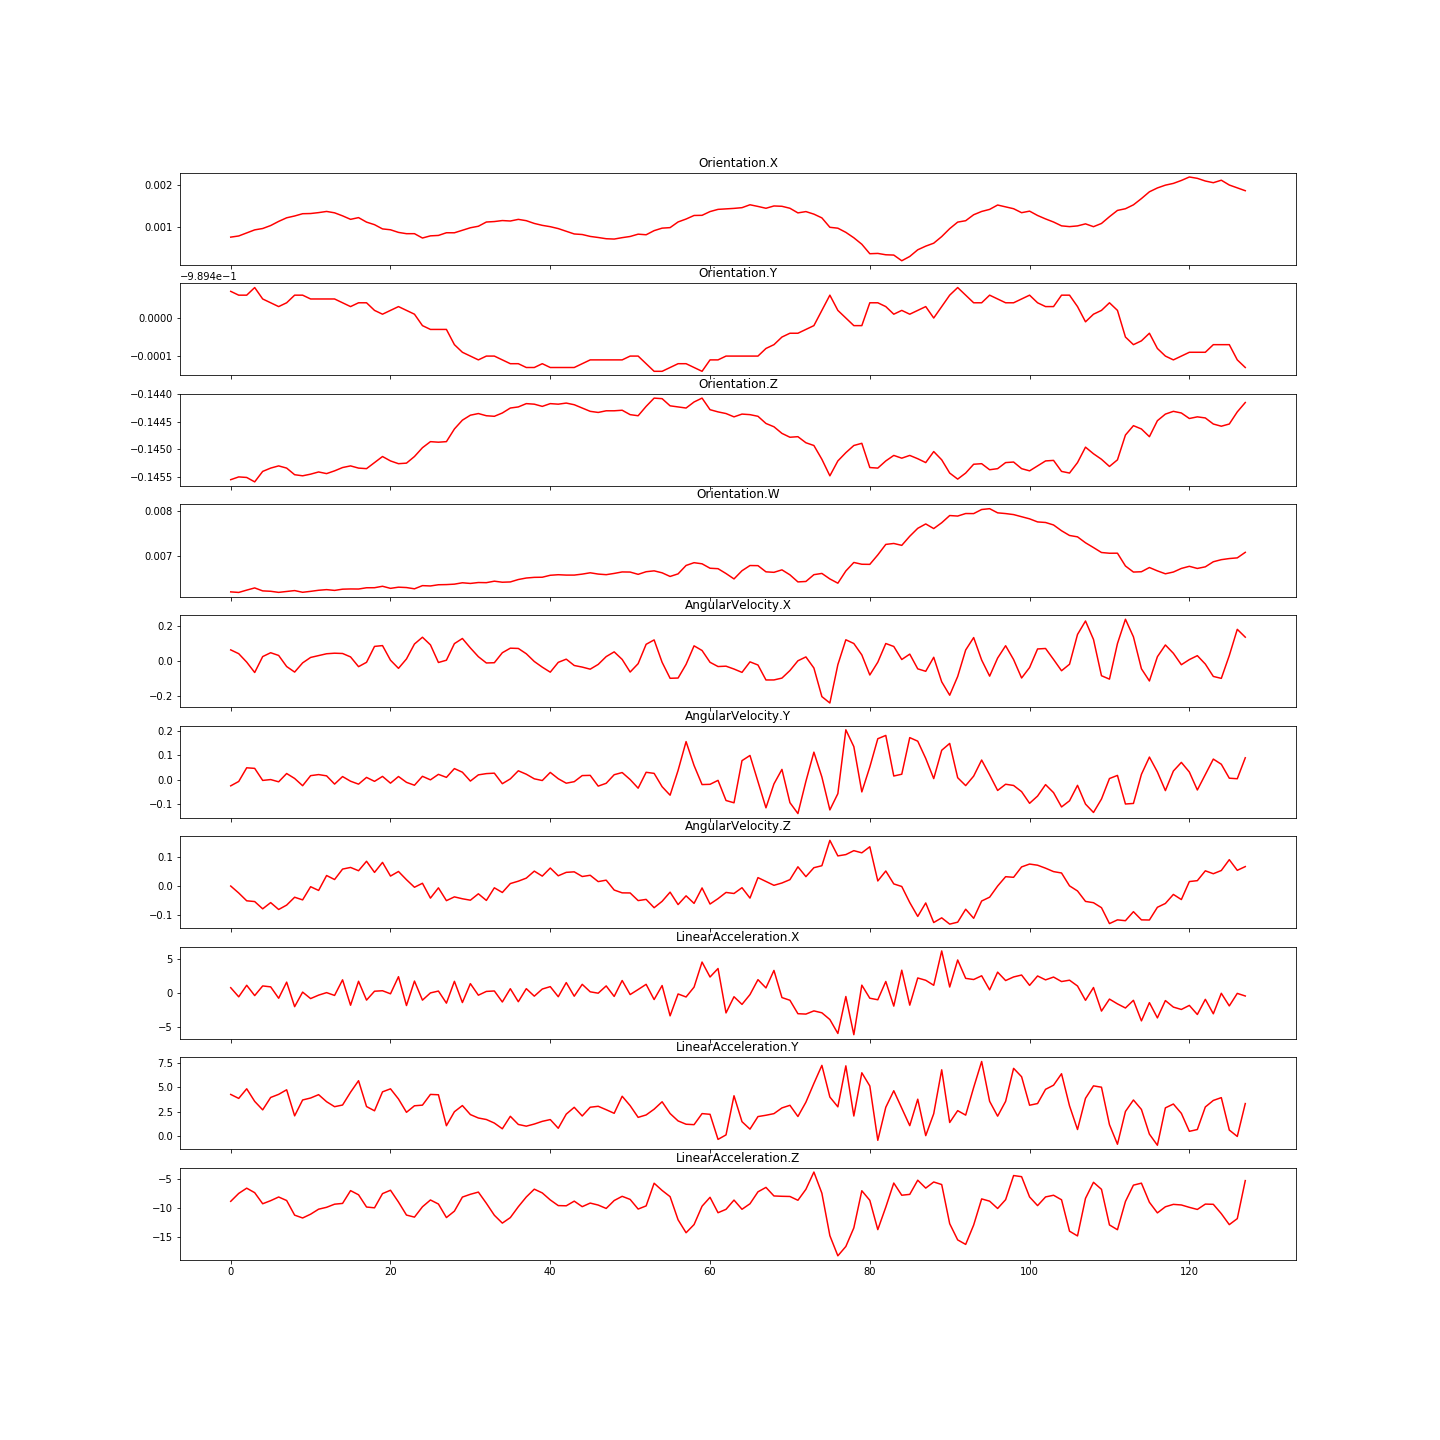 Orientation.X
0.002
0.001
−9.894e−1
Orientation.Y
0.0000
−0.0001
Orientation.Z
−0.1440
−0.1445
−0.1450
−0.1455
Orientation.W
0.008
0.007
AngularVelocity.X
0.2
0.0
−0.2
AngularVelocity.Y
0.2
0.1
0.0
−0.1
AngularVelocity.Z
0.1
0.0
−0.1
LinearAcceleration.X
5
0
−5
LinearAcceleration.Y
7.5
5.0
2.5
0.0
LinearAcceleration.Z
−5
−10
−15
0 20 40 60 80 100 120